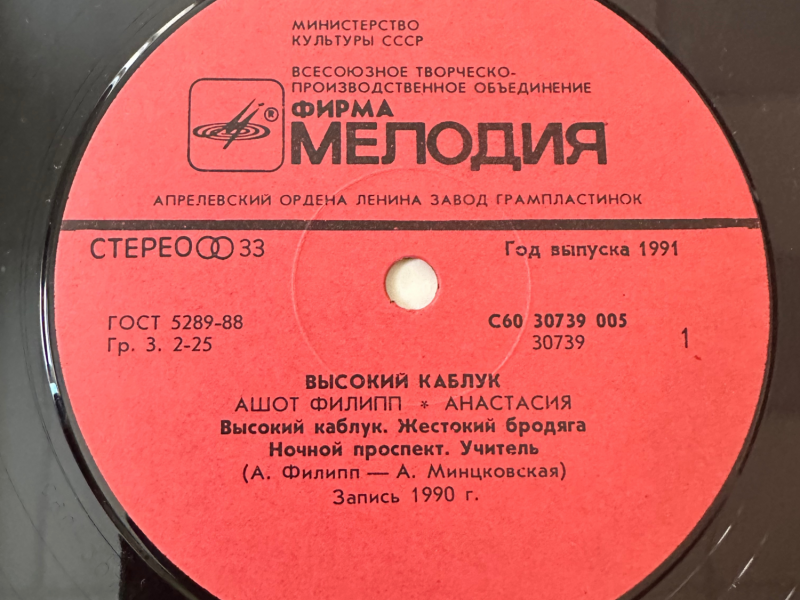 МИНИСТЕРСТВО
КУЛЬТУРЫ СССР
ВСЕСОЮЗНОЕ ТВОРЧЕСКО-
ПРОИЗВОДСТВЕННОЕ ОБЪЕДИНЕНИЕ
®
ФИРМА
МЕЛОДИЯ
АПРЕЛЕВСКИЙ ОРДЕНА ЛЕНИНА ЗАВОД ГРАМПЛАСТИНОК
СТЕРЕО 33 Год выпуска 1991
ГОСТ 5289-88 С60 30739 005
Гр. 3. 2-25 30739 1
ВЫСОКИЙ КАБЛУК
АШОТ ФИЛИПП * АНАСТАСИЯ
Высокий каблук. Жестокий бродяга
Ночной проспект. Учитель
(А. Филипп — А. Минцковская)
Запись 1990 г.